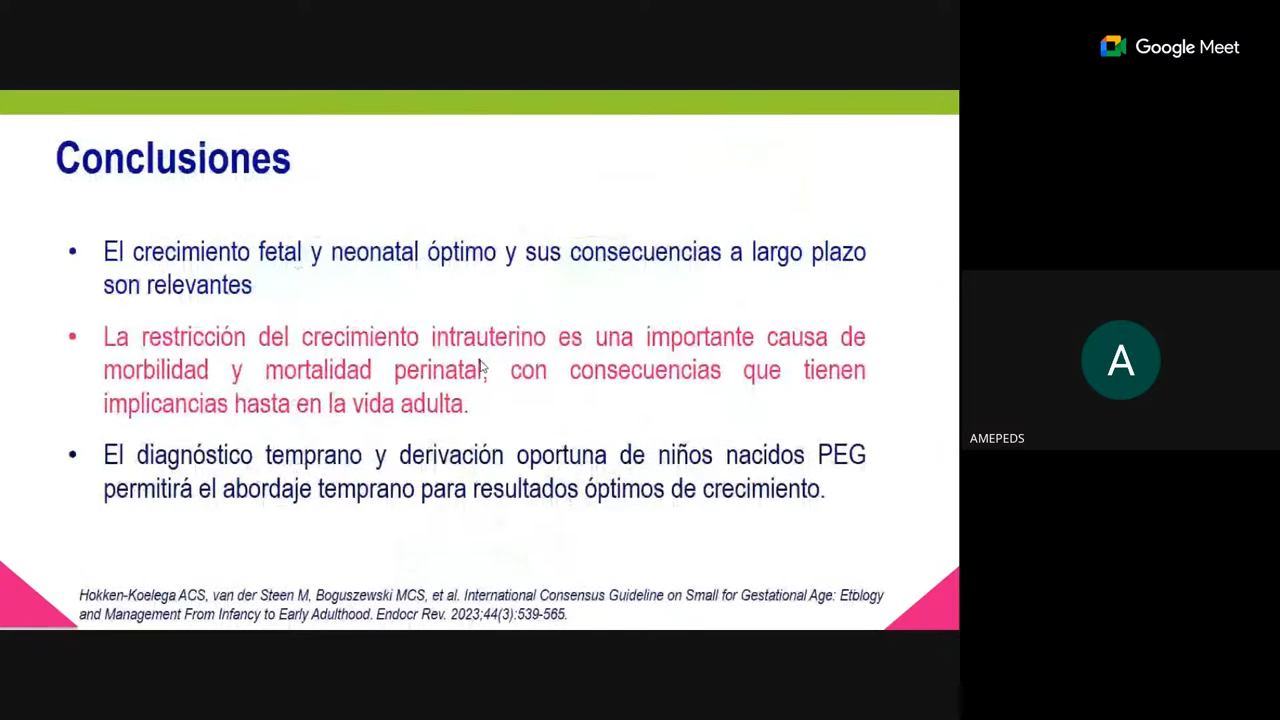 Google Meet
Conclusiones
• El crecimiento fetal y neonatal óptimo y sus consecuencias a largo plazo
son relevantes
• La restricción del crecimiento intrauterino es una importante causa de
morbilidad y mortalidad perinatal, con consecuencias que tienen
implicancias hasta en la vida adulta.
• El diagnóstico temprano y derivación oportuna de niños nacidos PEG
permitirá el abordaje temprano para resultados óptimos de crecimiento.
Hokken-Koelega ACS, van der Steen M, Boguszewski MCS, et al. International Consensus Guideline on Small for Gestational Age: Etblogy
and Management From Infancy to Early Adulthood. Endocr Rev. 2023;44(3):539-565.
A
AMEPEDS